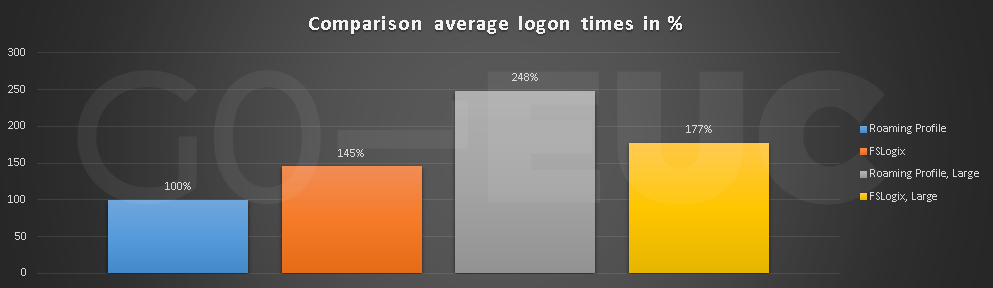 Comparison average logon times in %
300
250
200
150
100
50
0
100%
145%
248%
177%
Roaming Profile
FSLogix
Roaming Profile, Large
FSLogix, Large
GO-EUC